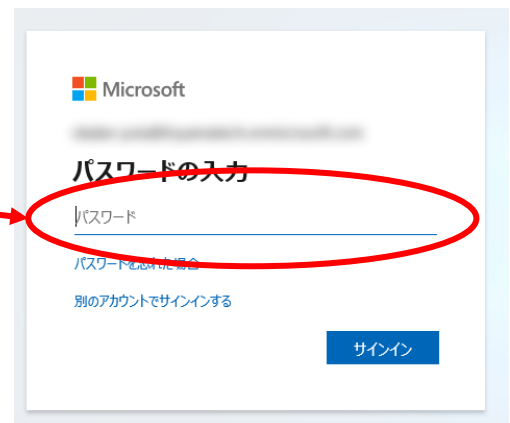 Microsoft
パスワードの入力
パスワード
パスワードを忘れた場合
別のアカウントでサインインする
サインイン